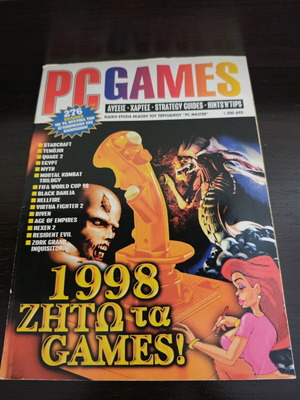 PC GAMES
ΛΥΣΕΙΣ · ΧΑΡΤΕΣ · STRATEGY GUIDES · HINTS'N'TIPS
ΕΙΔΙΚΗ ΕΤΗΣΙΑ ΕΚΔΟΣΗ ΤΟΥ ΠΕΡΙΟΔΙΚΟΥ "PC MASTER"
276
STARCRAFT
TENOJIN
QUAKE 2
EGYPT
MYTH
MORTAL KOMBAT
TRILOGY
FIFA WORLD CUP 98
BLACK DAHLIA
HELLFIRE
VIRTUA FIGHTER 2
RIVEN
AGE OF EMPIRES
HEXEN 2
RESIDENT EVIL
ZORK GRAND
INQUISITOR
1998
ΖΗΤΩ τα
GAMES!